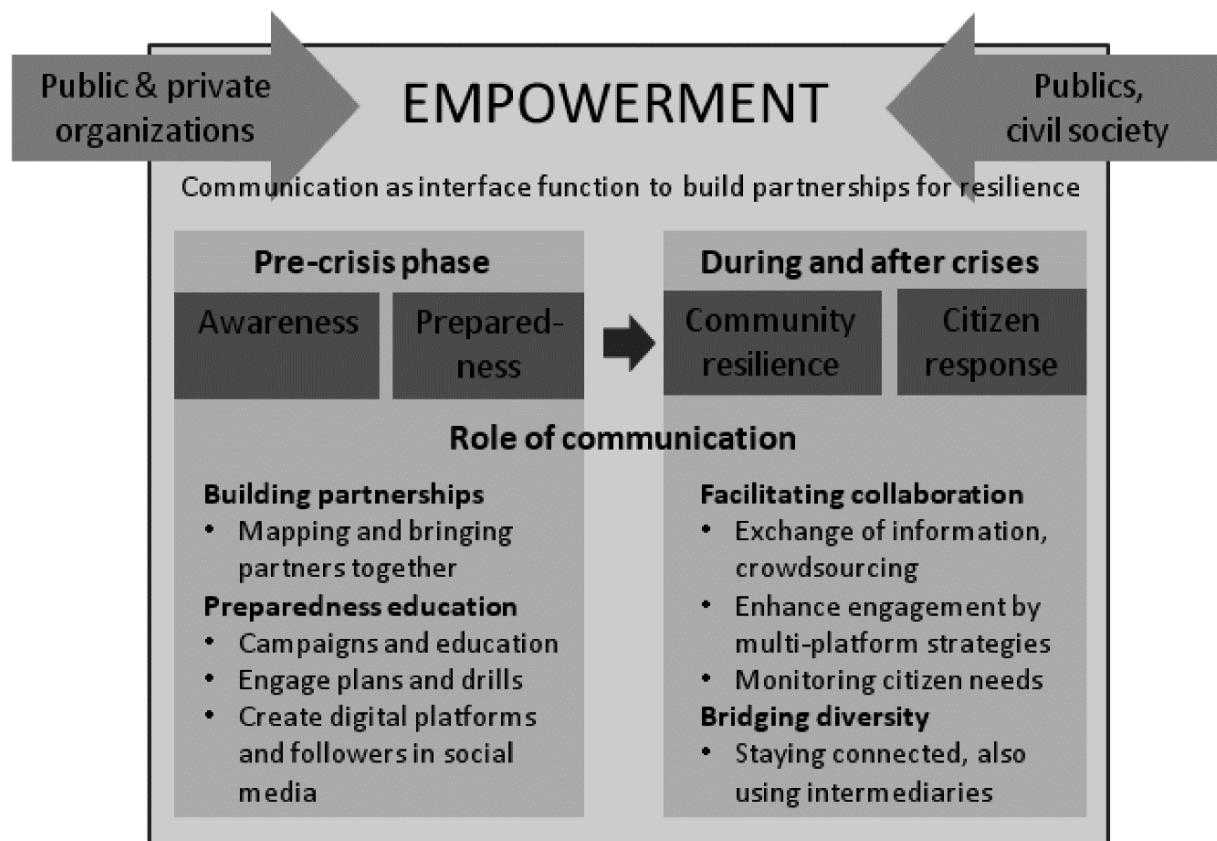 Public & private
organizations
EMPOWERMENT
Publics,
civil society
Communication as interface function to build partnerships for resilience
Pre-crisis phase
Awareness
Prepared-
ness
During and after crises
Community
resilience
Citizen
response
Role of communication
Building partnerships
• Mapping and bringing
partners together
Preparedness education
• Campaigns and education
• Engage plans and drills
• Create digital platforms
and followers in social
media
Facilitating collaboration
• Exchange of information,
crowdsourcing
• Enhance engagement by
multi-platform strategies
• Monitoring citizen needs
Bridging diversity
• Staying connected, also
using intermediaries